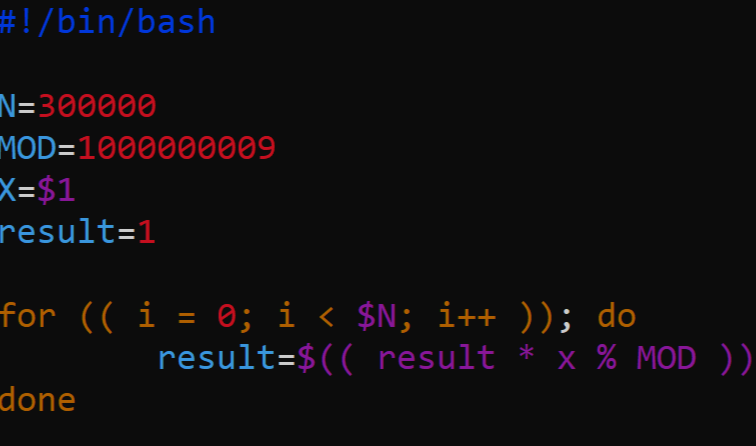 #!/bin/bash
N=300000
MOD=1000000009
X=$1
result=1
for (( i = 0; i < $N; i++ )); do
result=$(( result * x % MOD ))
done